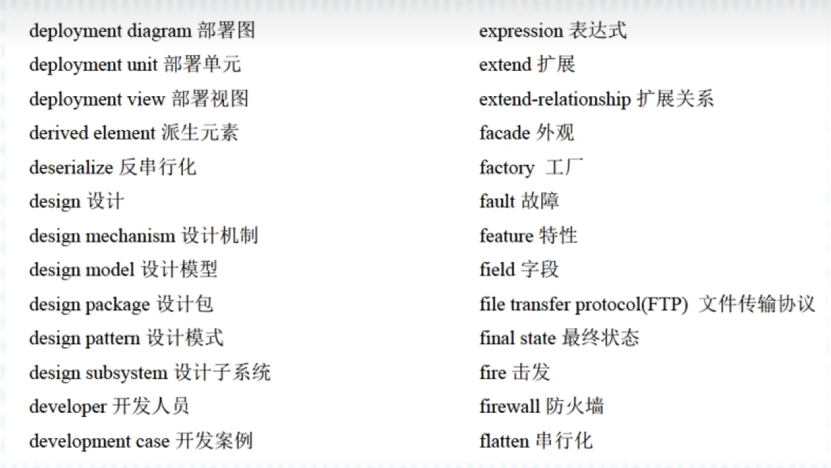 deployment diagram 部署图
deployment unit 部署单元
deployment view 部署视图
derived element 派生元素
deserialize 反串行化
design 设计
design mechanism 设计机制
design model 设计模型
design package 设计包
design pattern 设计模式
design subsystem 设计子系统
developer 开发人员
development case 开发案例
expression 表达式
extend 扩展
extend-relationship 扩展关系
facade 外观
factory 工厂
fault 故障
feature 特性
field 字段
file transfer protocol(FTP) 文件传输协议
final state 最终状态
fire 击发
firewall 防火墙
flatten 串行化